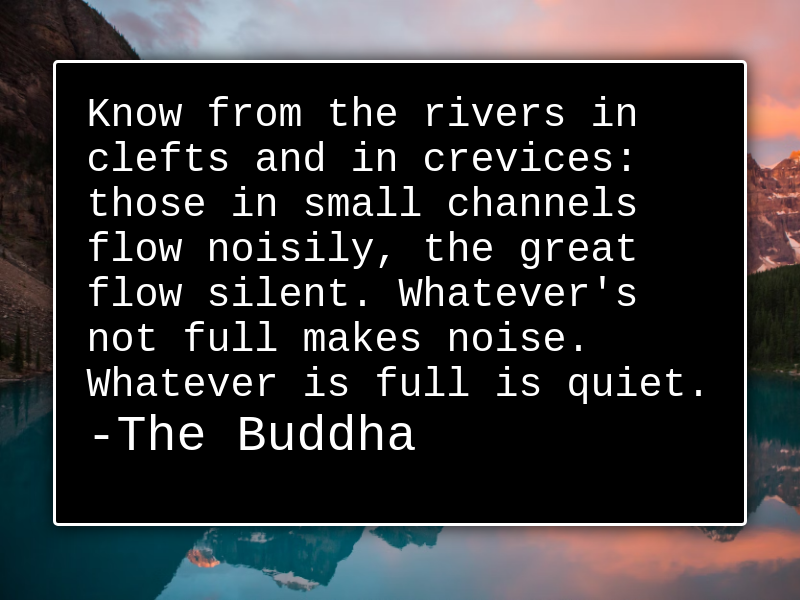 Know from the rivers in
clefts and in crevices:
those in small channels
flow noisily, the great
flow silent. Whatever's
not full makes noise.
Whatever is full is quiet.
-The Buddha